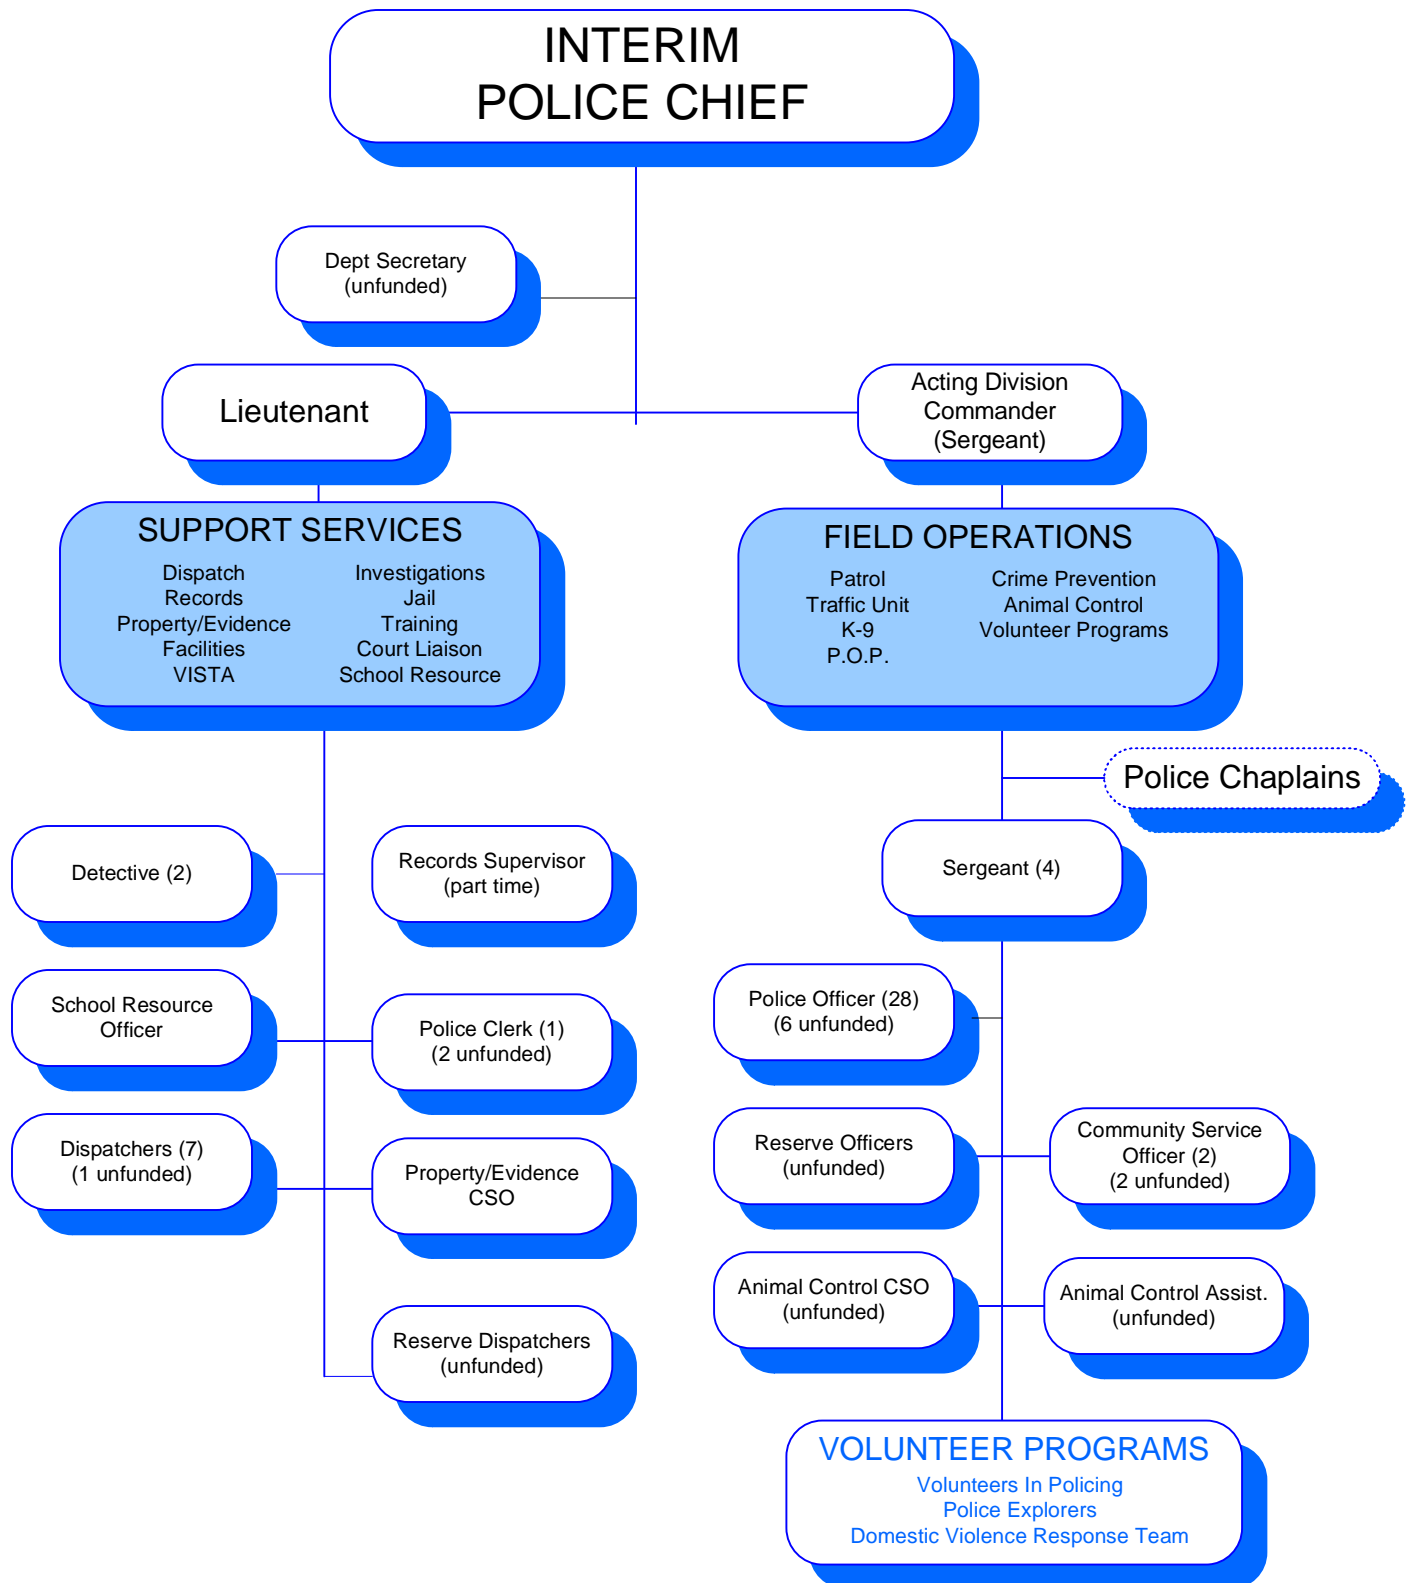 INTERIM
POLICE CHIEF
Dept Secretary
(unfunded)
Lieutenant
Acting Division
Commander
(Sergeant)
SUPPORT SERVICES
Dispatch
Records
Property/Evidence
Facilities
VISTA
Investigations
Jail
Training
Court Liaison
School Resource
FIELD OPERATIONS
Patrol
Traffic Unit
K-9
P.O.P.
Crime Prevention
Animal Control
Volunteer Programs
Police Chaplains
Detective (2)
Records Supervisor
(part time)
School Resource
Officer
Police Clerk (1)
(2 unfunded)
Dispatchers (7)
(1 unfunded)
Property/Evidence
CSO
Reserve Dispatchers
(unfunded)
Sergeant (4)
Police Officer (28)
(6 unfunded)
Reserve Officers
(unfunded)
Community Service
Officer (2)
(2 unfunded)
Animal Control CSO
(unfunded)
Animal Control Assist.
(unfunded)
VOLUNTEER PROGRAMS
Volunteers In Policing
Police Explorers
Domestic Violence Response Team